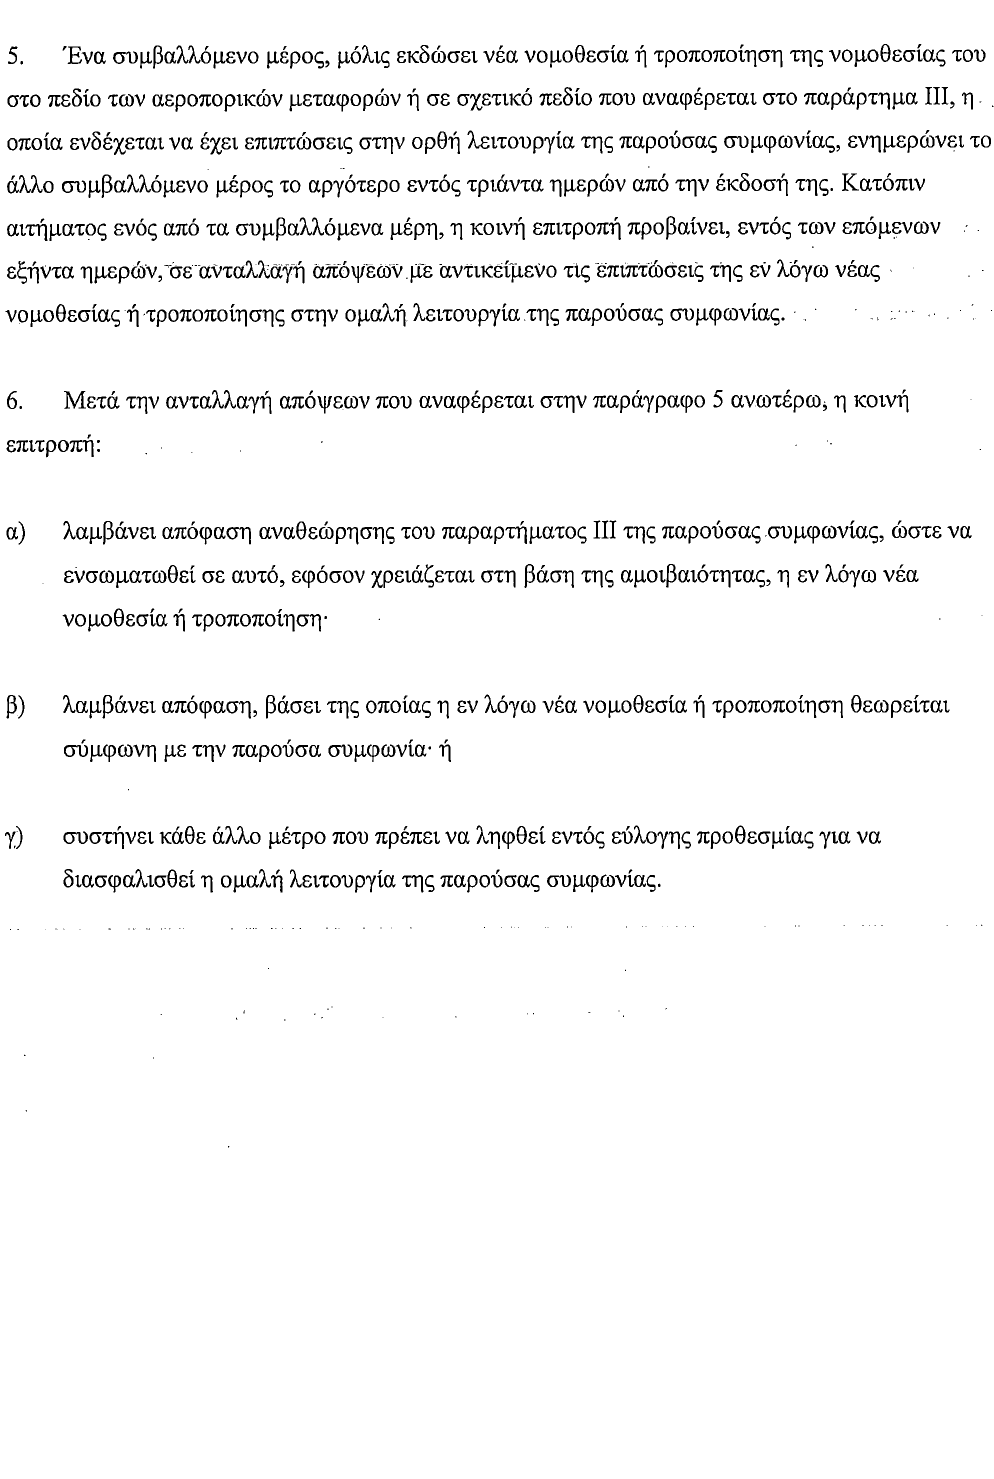 5. Ένα συμβαλλόμενο μέρος, μόλις εκδώσει νέα νομοθεσία ή τροποποίηση της νομοθεσίας του
στο πεδίο των αεροπορικών μεταφορών ή σε σχετικό πεδίο που αναφέρεται στο παράρτημα III, η
οποία ενδέχεται να έχει επιπτώσεις στην ορθή λειτουργία της παρούσας συμφωνίας, ενημερώνει το
άλλο συμβαλλόμενο μέρος το αργότερο εντός τριάντα ημερών από την έκδοσή της. Κατόπιν
αιτήματος ενός από τα συμβαλλόμενα μέρη, η κοινή επιτροπή προβαίνει, εντός των επόμενων
εξήντα ημερών, σε ανταλλαγή απόψεων με αντικείμενο τις επιπτώσεις της εν λόγω νέας
νομοθεσίας ή τροποποίησης στην ομαλή λειτουργία της παρούσας συμφωνίας.
6. Μετά την ανταλλαγή απόψεων που αναφέρεται στην παράγραφο 5 ανωτέρω, η κοινή
επιτροπή:
α) λαμβάνει απόφαση αναθεώρησης του παραρτήματος III της παρούσας συμφωνίας, ώστε να
ενσωματωθεί σε αυτό, εφόσον χρειάζεται στη βάση της αμοιβαιότητας, η εν λόγω νέα
νομοθεσία ή τροποποίηση·
β) λαμβάνει απόφαση, βάσει της οποίας η εν λόγω νέα νομοθεσία ή τροποποίηση θεωρείται
σύμφωνη με την παρούσα συμφωνία· ή
γ) συστήνει κάθε άλλο μέτρο που πρέπει να ληφθεί εντός εύλογης προθεσμίας για να
διασφαλισθεί η ομαλή λειτουργία της παρούσας συμφωνίας.